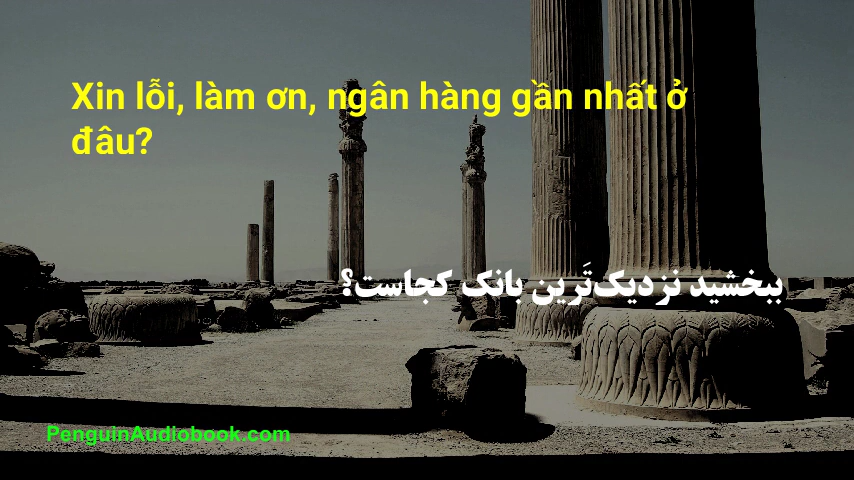 Xin lỗi, làm ơn, ngân hàng gần nhất ở
đâu?
ببخشید نزدیک‌تَرین بانک کجاست؟
PenguinAudiobook.com